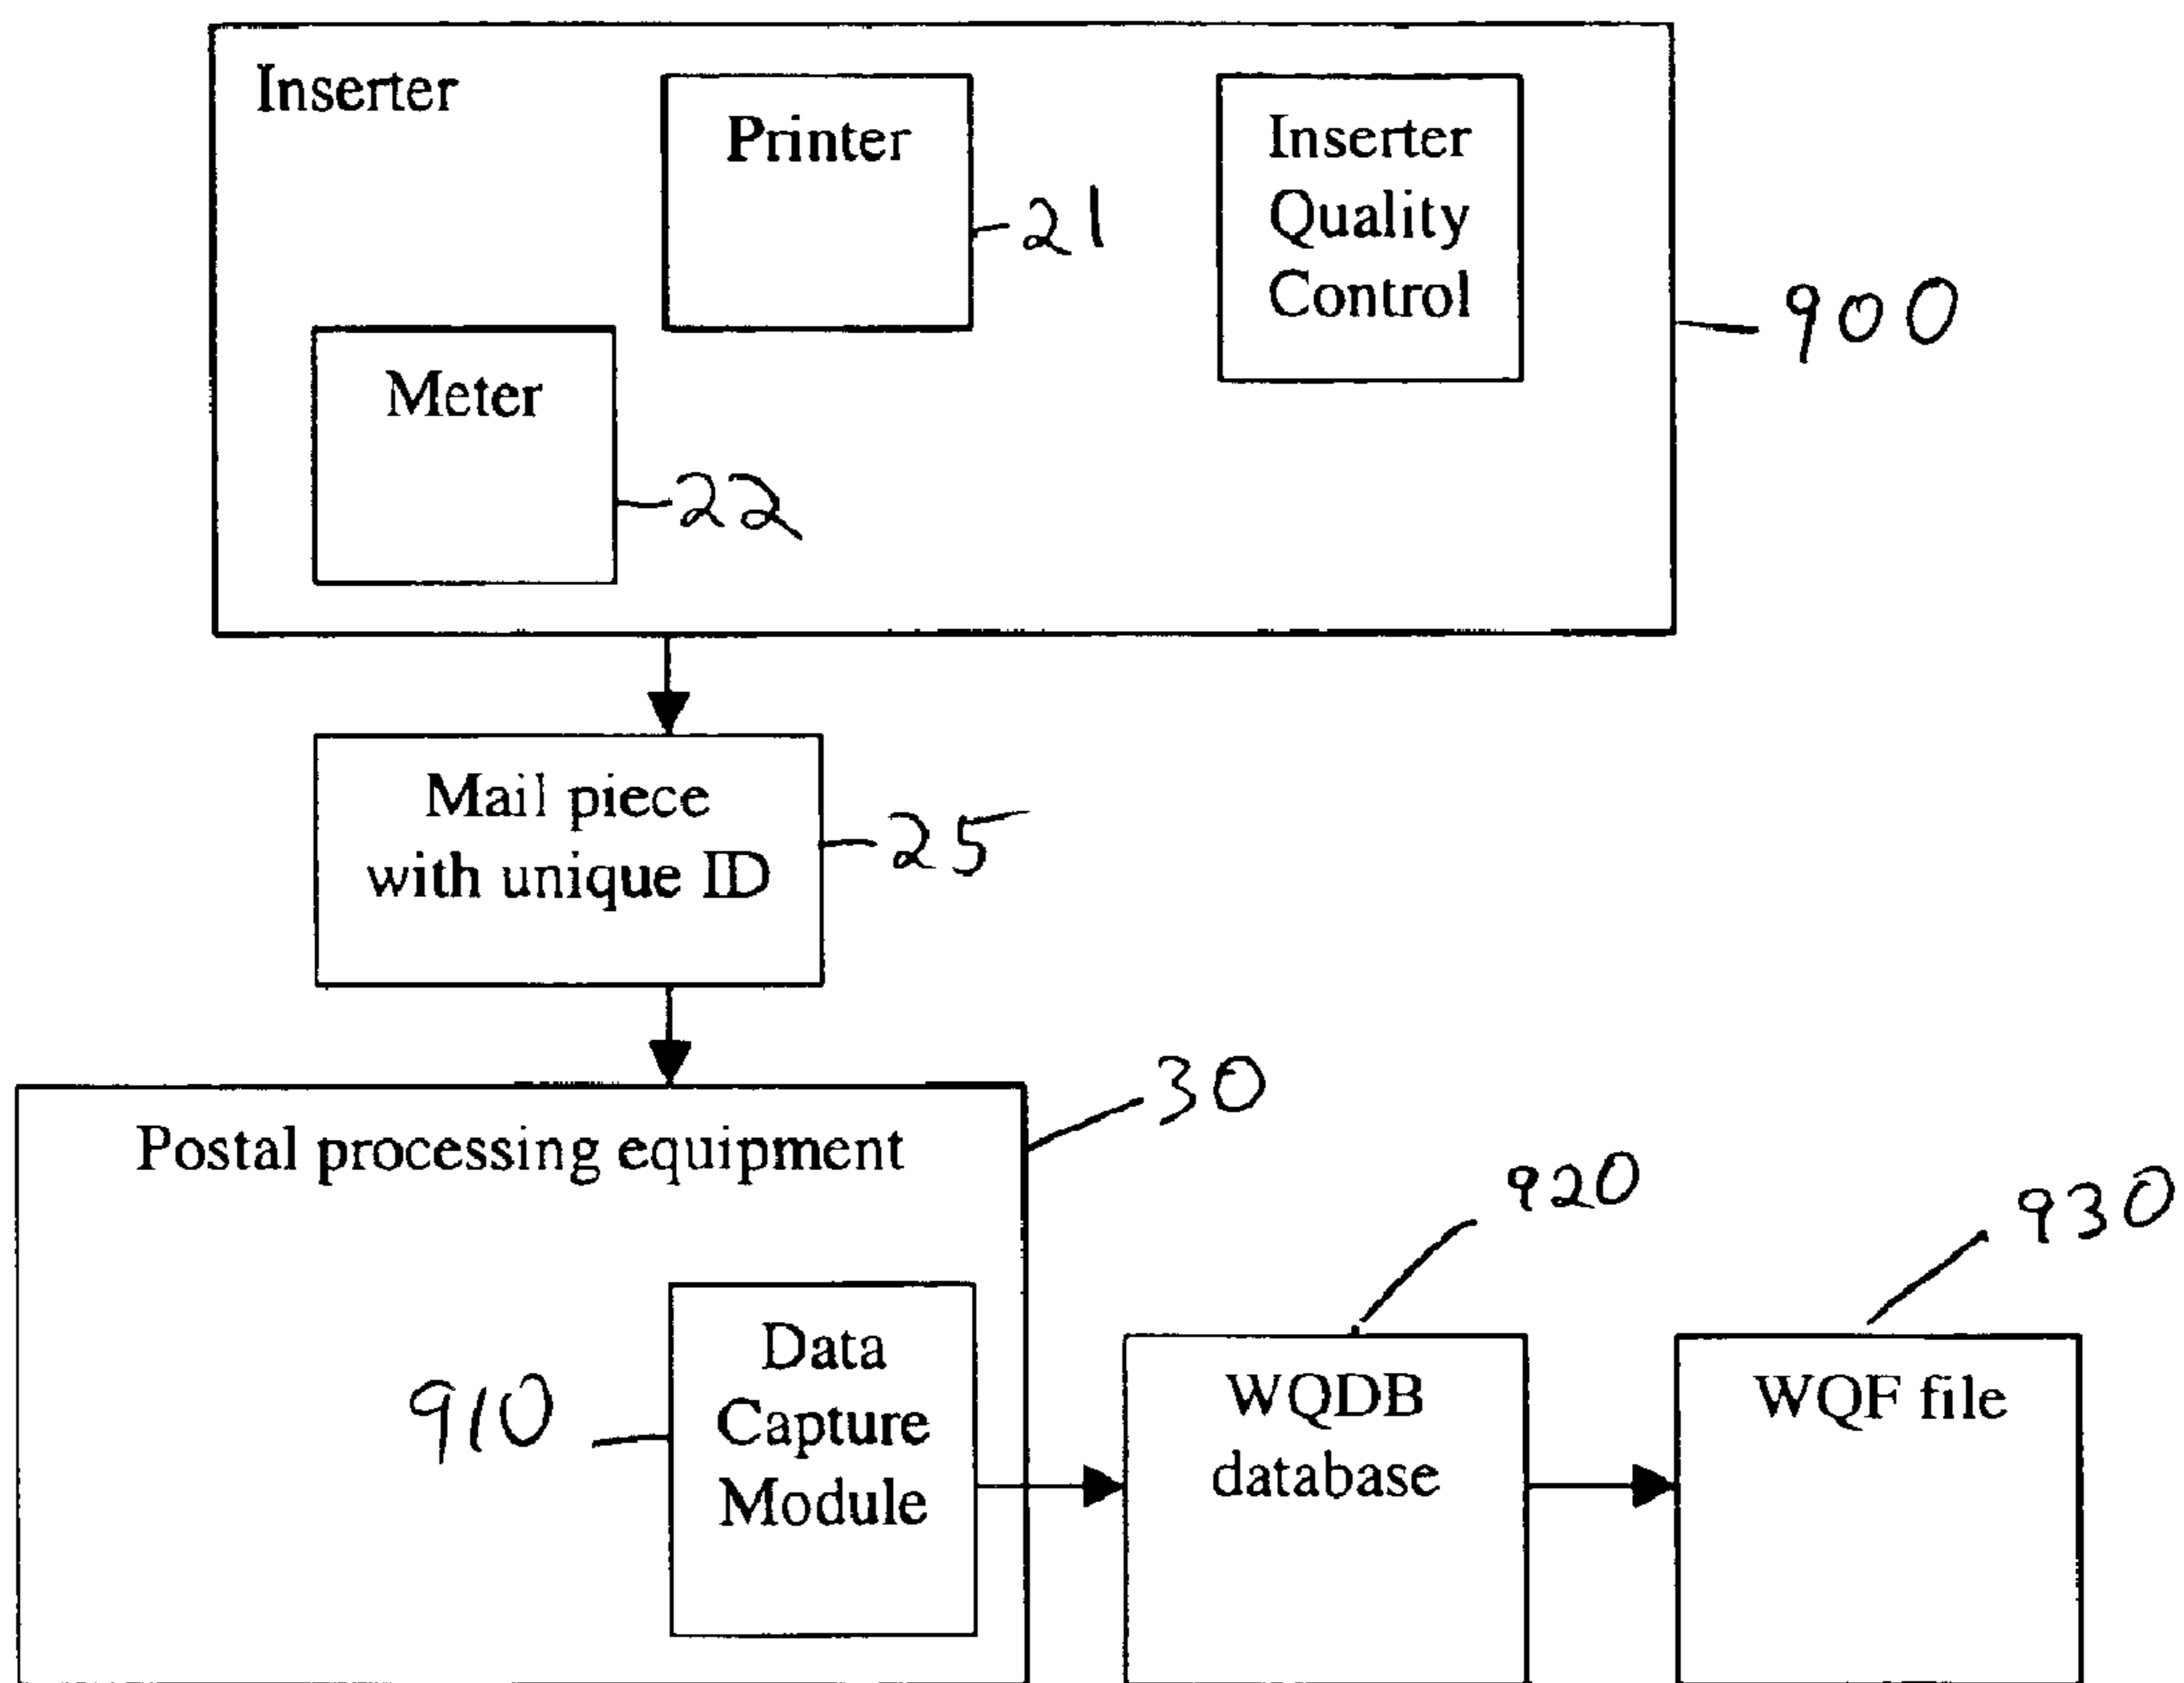 Inserter
Printer
21
Inserter
Quality
Control
900
Meter
22
Mail piece
with unique ID
25
30
Postal processing equipment
920
930
Data
Capture
Module
910
WQDB
database
WQF file